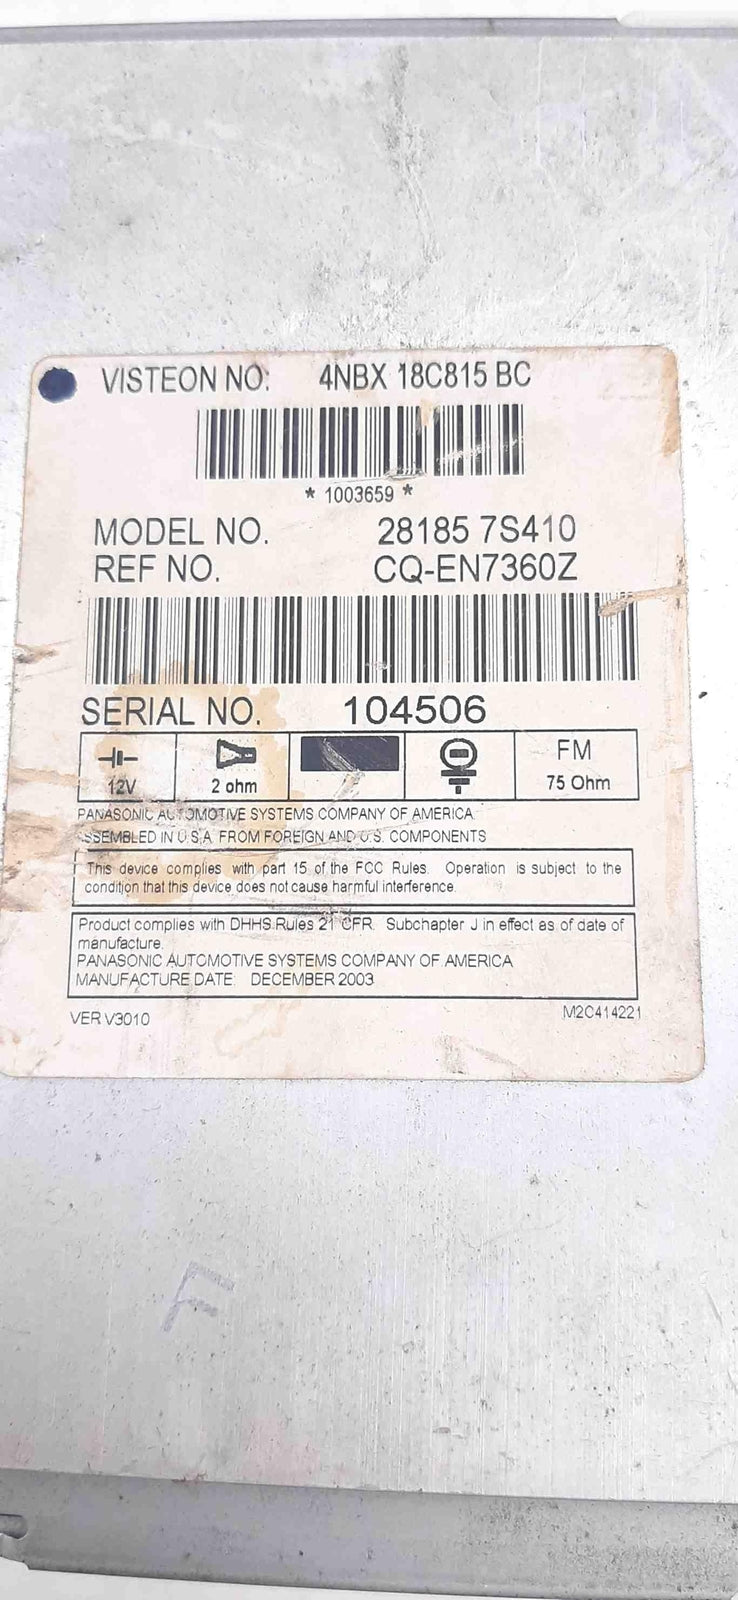 VISTEON NO: 4NBX 18C815 BC
* 1003659 *
MODEL NO. 28185 7S410
REF NO. CQ-EN7360Z
SERIAL NO. 104506
12V 2 ohm FM 75 Ohm
PANASONIC AUTOMOTIVE SYSTEMS COMPANY OF AMERICA
ASSEMBLED IN U.S.A. FROM FOREIGN AND U.S. COMPONENTS
This device complies with part 15 of the FCC Rules. Operation is subject to the
condition that this device does not cause harmful interference.
Product complies with DHHS Rules 21 CFR. Subchapter J in effect as of date of
manufacture.
PANASONIC AUTOMOTIVE SYSTEMS COMPANY OF AMERICA
MANUFACTURE DATE: DECEMBER 2003
VER V3010 M2C414221
F